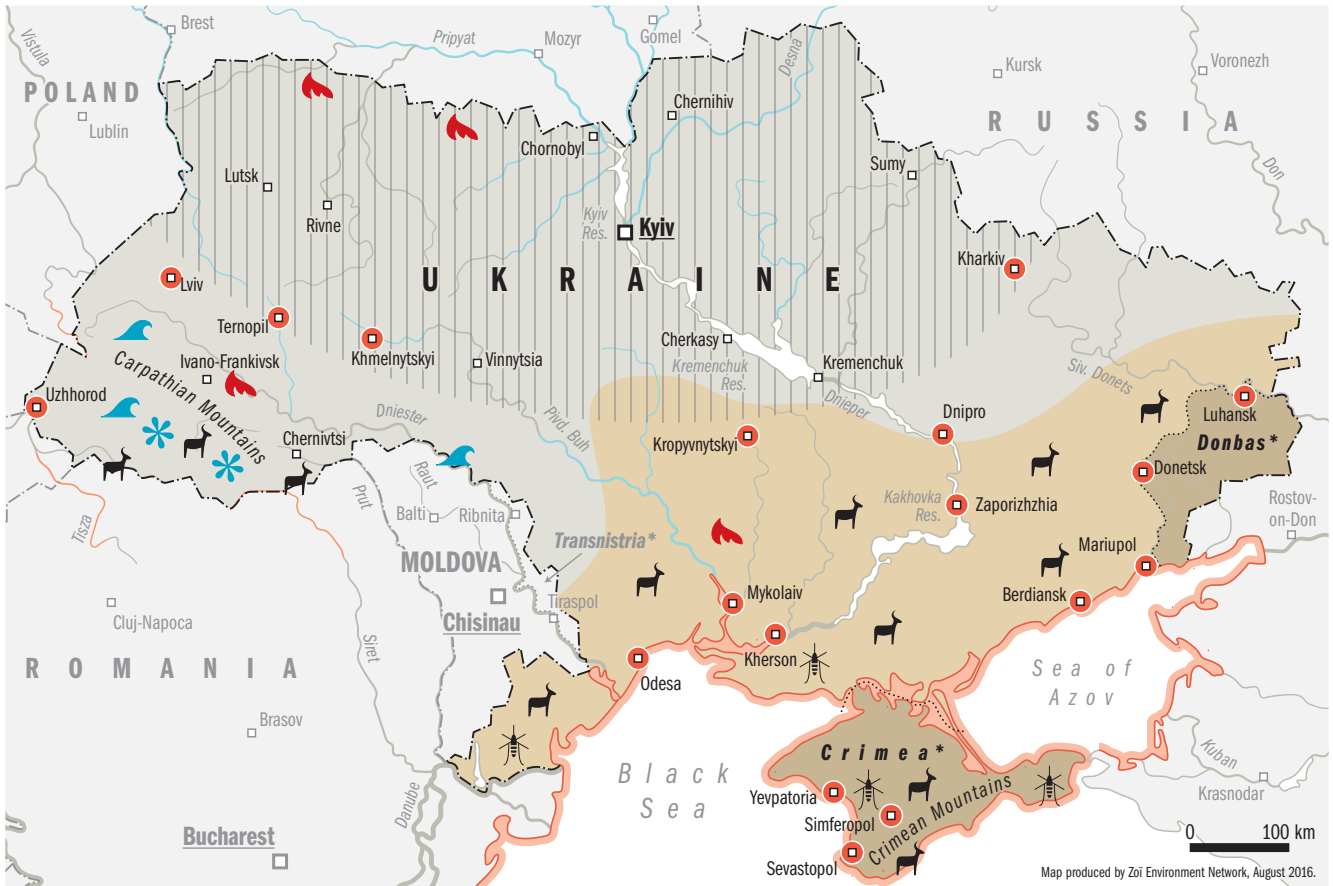 Brest
Pripyat
Mozyr
Gomel
Desna
Kursk
Voronezh
Vistula
POLAND
Lublin
RUSSIA
Don
Chernihiv
Chornobyl
Sumy
Lutsk
Rivne
Kyiv
Res.
Kyiv
Kharkiv
Lviv
UKRAINE
Ternopil
Khmelnytskyi
Vinnytsia
Cherkasy
Kremenchuk
Res.
Kremenchuk
Ivano-Frankivsk
Carpathian Mountains
Uzhhorod
Dniester
Chernivtsi
Pivd. Buh
Dnieper
Dnipro
Siv. Donets
Luhansk
Donbas*
Kropyvnytskyi
Donetsk
Tisza
Prut
Raut
Balti
Ribnita
Kakhovka
Res.
Zaporizhzhia
Rostov-
on-Don
Transnistria*
MOLDOVA
Mariupol
Tiraspol
Chisinau
Mykolaiv
Berdiansk
Cluj-Napoca
Siret
Kherson
ROMANIA
Odesa
Sea of
Azov
Brasov
Crimea*
Black
Sea
Kuban
Krasnodar
Yevpatoria
Simferopol
Crimean Mountains
Danube
Bucharest
Sevastopol
0 100 km
Map produced by Zoï Environment Network, August 2016.